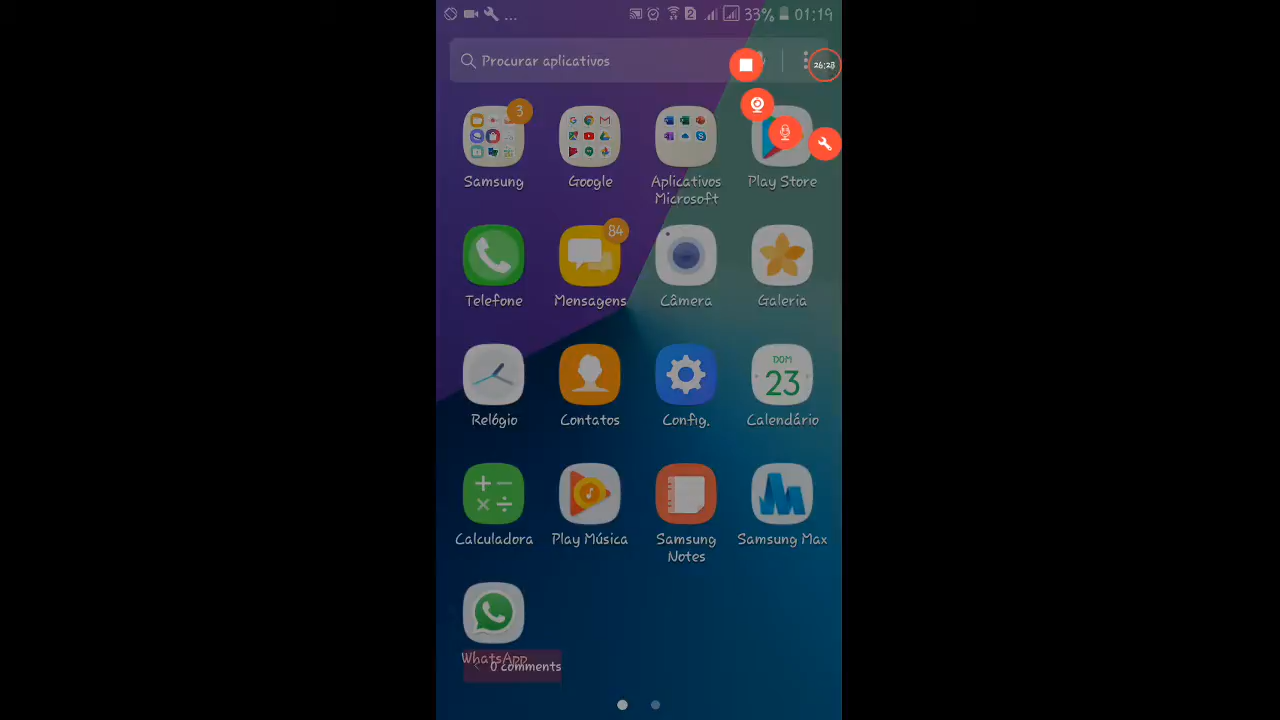 ... 2 33% 01:19
Procurar aplicativos
26:28
3
Samsung Google Aplicativos Microsoft Play Store
84
Telefone Mensagens Câmera Galeria
DOM
23
Relógio Contatos Config. Calendário
Calculadora Play Música Samsung Notes Samsung Max
WhatsApp
0 comments